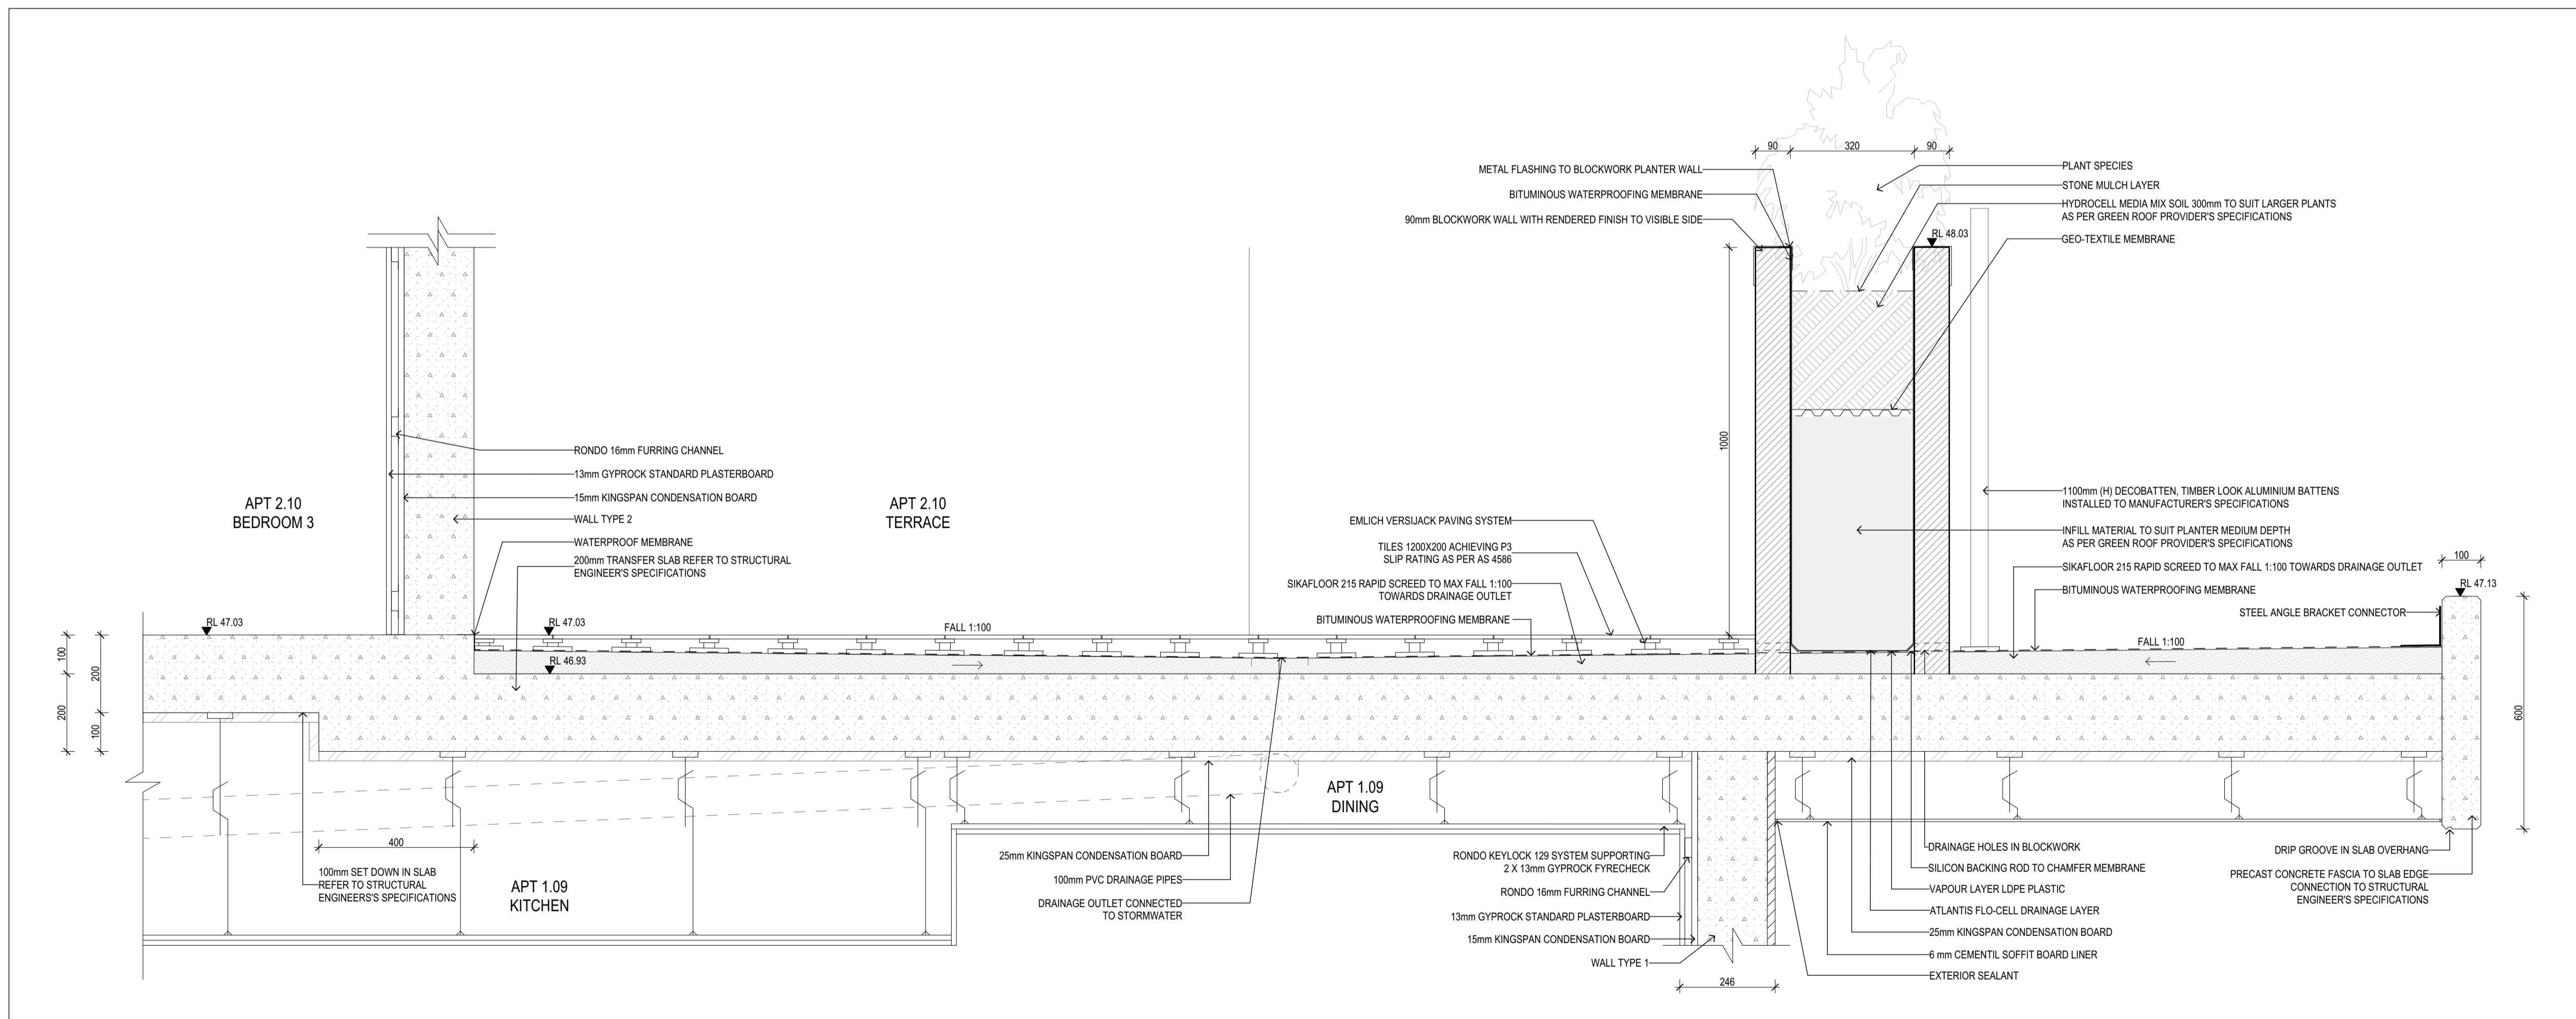 90
320
90
METAL FLASHING TO BLOCKWORK PLANTER WALL
BITUMINOUS WATERPROOFING MEMBRANE
90mm BLOCKWORK WALL WITH RENDERED FINISH TO VISIBLE SIDE
PLANT SPECIES
STONE MULCH LAYER
HYDROCELL MEDIA MIX SOIL 300mm TO SUIT LARGER PLANTS
AS PER GREEN ROOF PROVIDER'S SPECIFICATIONS
RL 48.03
GEO-TEXTILE MEMBRANE
1000
RONDO 16mm FURRING CHANNEL
13mm GYPROCK STANDARD PLASTERBOARD
15mm KINGSPAN CONDENSATION BOARD
WALL TYPE 2
WATERPROOF MEMBRANE
200mm TRANSFER SLAB REFER TO STRUCTURAL
ENGINEER'S SPECIFICATIONS
APT 2.10
BEDROOM 3
APT 2.10
TERRACE
EMLICH VERSIJACK PAVING SYSTEM
TILES 1200X200 ACHIEVING P3
SLIP RATING AS PER AS 4586
SIKAFLOOR 215 RAPID SCREED TO MAX FALL 1:100
TOWARDS DRAINAGE OUTLET
BITUMINOUS WATERPROOFING MEMBRANE
1100mm (H) DECOBATTEN, TIMBER LOOK ALUMINIUM BATTENS
INSTALLED TO MANUFACTURER'S SPECIFICATIONS
INFILL MATERIAL TO SUIT PLANTER MEDIUM DEPTH
AS PER GREEN ROOF PROVIDER'S SPECIFICATIONS
SIKAFLOOR 215 RAPID SCREED TO MAX FALL 1:100 TOWARDS DRAINAGE OUTLET
BITUMINOUS WATERPROOFING MEMBRANE
STEEL ANGLE BRACKET CONNECTOR
100
RL 47.13
RL 47.03
RL 47.03
FALL 1:100
FALL 1:100
RL 46.93
100
200
200
100
600
400
100mm SET DOWN IN SLAB
REFER TO STRUCTURAL
ENGINEERS'S SPECIFICATIONS
APT 1.09
KITCHEN
APT 1.09
DINING
25mm KINGSPAN CONDENSATION BOARD
100mm PVC DRAINAGE PIPES
DRAINAGE OUTLET CONNECTED
TO STORMWATER
RONDO KEYLOCK 129 SYSTEM SUPPORTING
2 X 13mm GYPROCK FYRECHECK
RONDO 16mm FURRING CHANNEL
13mm GYPROCK STANDARD PLASTERBOARD
15mm KINGSPAN CONDENSATION BOARD
WALL TYPE 1
246
DRAINAGE HOLES IN BLOCKWORK
SILICON BACKING ROD TO CHAMFER MEMBRANE
VAPOUR LAYER LDPE PLASTIC
ATLANTIS FLO-CELL DRAINAGE LAYER
25mm KINGSPAN CONDENSATION BOARD
6 mm CEMENTIL SOFFIT BOARD LINER
EXTERIOR SEALANT
DRIP GROOVE IN SLAB OVERHANG
PRECAST CONCRETE FASCIA TO SLAB EDGE
CONNECTION TO STRUCTURAL
ENGINEER'S SPECIFICATIONS